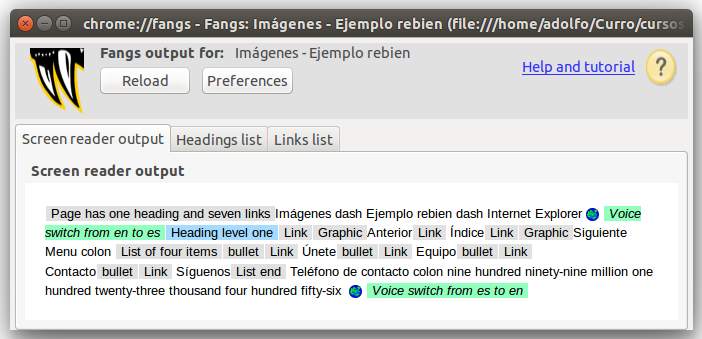 chrome://fangs - Fangs: Imágenes - Ejemplo rebien (file:///home/adolfo/Curro/cursos
Fangs output for: Imágenes - Ejemplo rebien
Reload Preferences Help and tutorial ?
Screen reader output Headings list Links list
Screen reader output
Page has one heading and seven links Imágenes dash Ejemplo rebien dash Internet Explorer Voice
switch from en to es Heading level one Link Graphic Anterior Link Índice Link Graphic Siguiente
Menu colon List of four items bullet Link Únete bullet Link Equipo bullet Link
Contacto bullet Link Síguenos List end Teléfono de contacto colon nine hundred ninety-nine million one
hundred twenty-three thousand four hundred fifty-six Voice switch from es to en